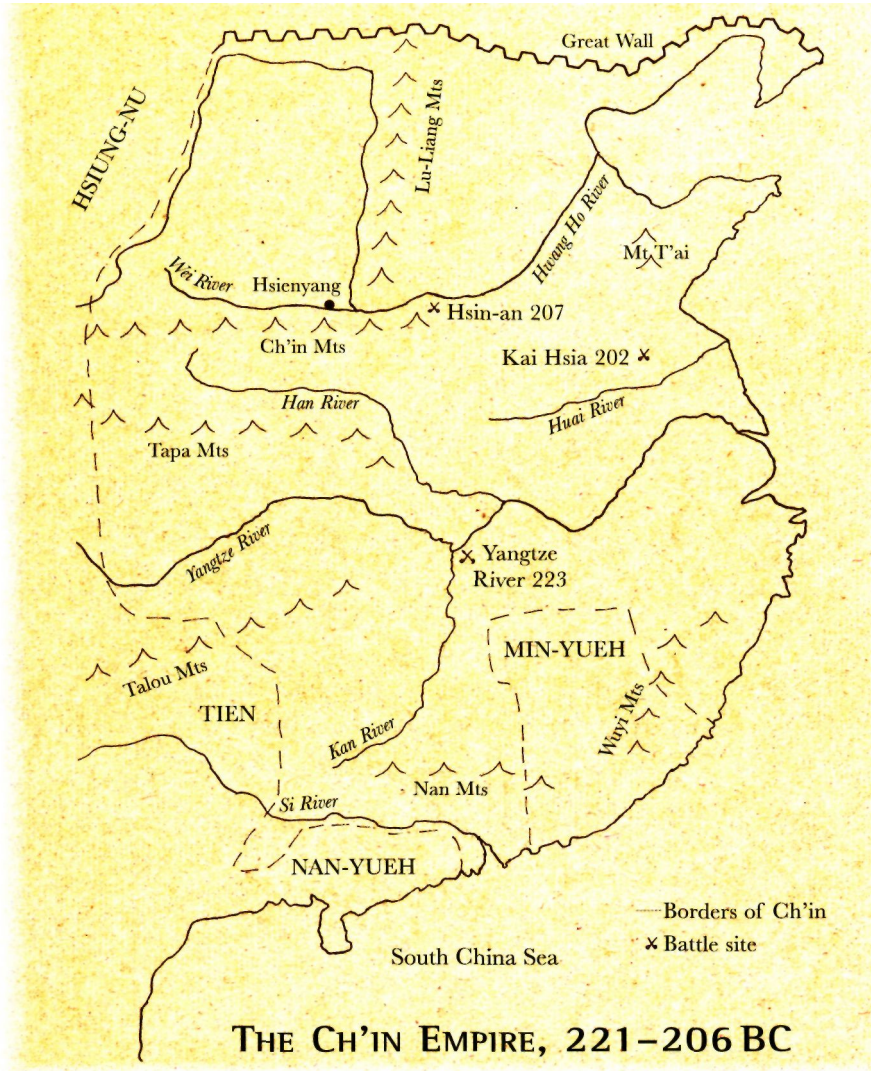 Great Wall
HSIUNG-NU
Lu-Liang Mts
Hwang Ho River
Mt T'ai
Wei River
Hsienyang
Hsin-an 207
Ch'in Mts
Kai Hsia 202
Han River
Huai River
Tapa Mts
Yangtze River
Yangtze
River 223
MIN-YUEH
Talou Mts
TIEN
Wuyi Mts
Kan River
Nan Mts
Si River
NAN-YUEH
Borders of Ch'in
Battle site
South China Sea
THE CH'IN EMPIRE, 221–206 BC